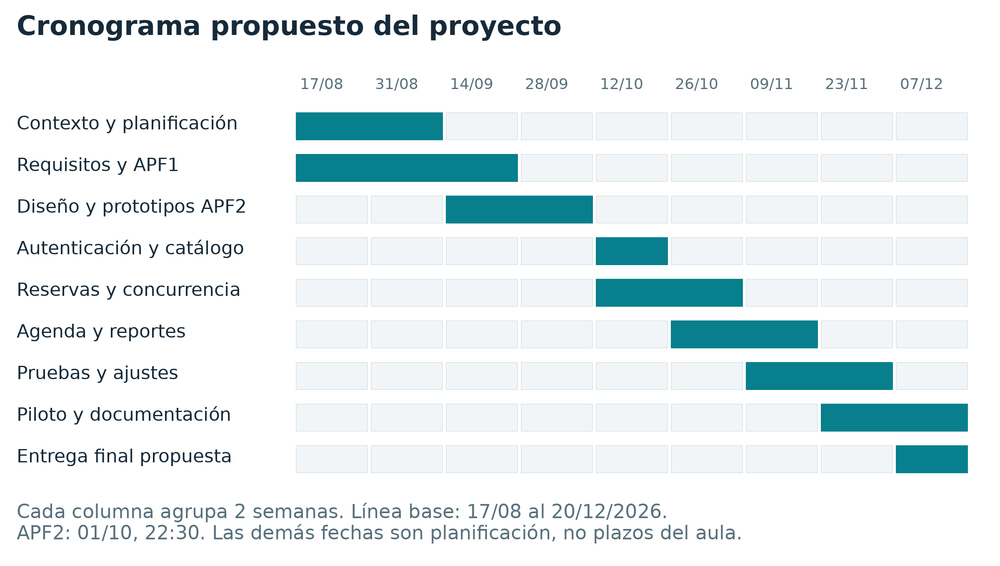 Cronograma propuesto del proyecto
17/08 31/08 14/09 28/09 12/10 26/10 09/11 23/11 07/12
Contexto y planificación
Requisitos y APF1
Diseño y prototipos APF2
Autenticación y catálogo
Reservas y concurrencia
Agenda y reportes
Pruebas y ajustes
Piloto y documentación
Entrega final propuesta
Cada columna agrupa 2 semanas. Línea base: 17/08 al 20/12/2026.
APF2: 01/10, 22:30. Las demás fechas son planificación, no plazos del aula.